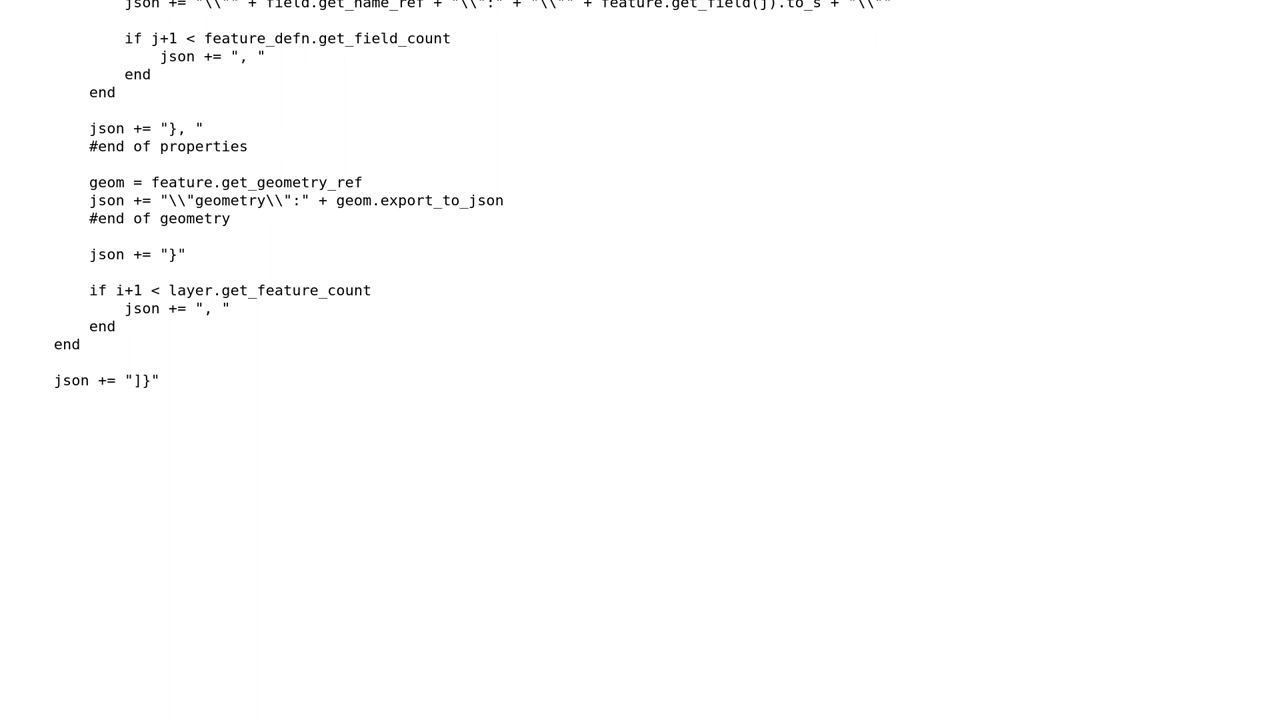 json += "\\"" + field.get_name_ref + "\\":" + "\\"" + feature.get_field(j).to_s + "\\""
if j+1 < feature_defn.get_field_count
json += ", "
end
end
json += "}, "
#end of properties
geom = feature.get_geometry_ref
json += "\\"geometry\\":" + geom.export_to_json
#end of geometry
json += "}"
if i+1 < layer.get_feature_count
json += ", "
end
end
json += "]}"